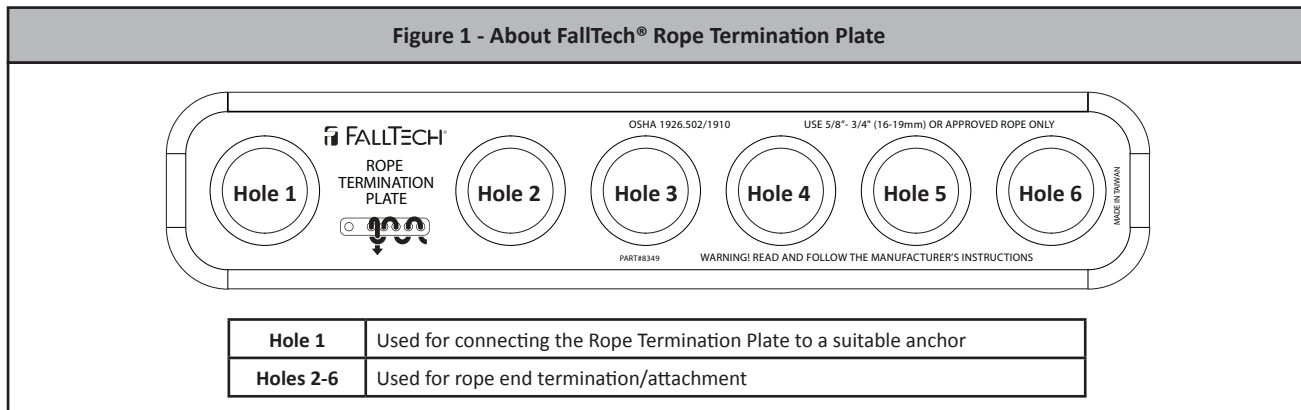 Figure 1 - About FallTech® Rope Termination Plate
OSHA 1926.502/1910
USE 5/8"- 3/4" (16-19mm) OR APPROVED ROPE ONLY
FALLTECH®
ROPE
TERMINATION
PLATE
Hole 1
Hole 2
Hole 3
Hole 4
Hole 5
Hole 6
MADE IN TAIWAN
PART#8349
WARNING! READ AND FOLLOW THE MANUFACTURER'S INSTRUCTIONS
Hole 1 Used for connecting the Rope Termination Plate to a suitable anchor
Holes 2-6 Used for rope end termination/attachment